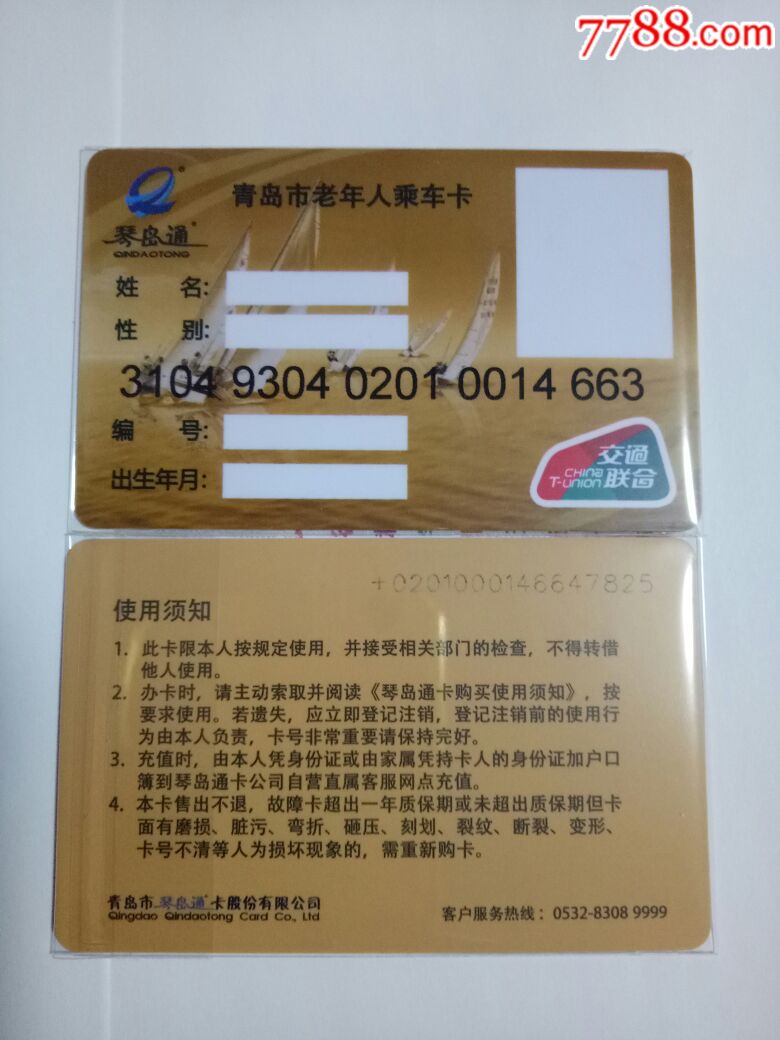 7788.com
琴岛通
QINDAOTONG
青岛市老年人乘车卡
姓 名:
性 别:
3104 9304 0201 0014 663
编 号:
出生年月:
交通
CHINA
T-UNION 联合
+0201000146647825
使用须知
1. 此卡限本人按规定使用，并接受相关部门的检查，不得转借
他人使用。
2. 办卡时，请主动索取并阅读《琴岛通卡购买使用须知》，按
要求使用。若遗失，应立即登记注销，登记注销前的使用行
为由本人负责，卡号非常重要请保持完好。
3. 充值时，由本人凭身份证或由家属凭持卡人的身份证加户口
簿到琴岛通卡公司自营直属客服网点充值。
4. 本卡售出不退，故障卡超出一年质保期或未超出质保期但卡
面有磨损、脏污、弯折、砸压、刻划、裂纹、断裂、变形、
卡号不清等人为损坏现象的，需重新购卡。
青岛市 琴岛通 卡股份有限公司
Qingdao Qindaotong Card Co., Ltd
客户服务热线：0532-8308 9999